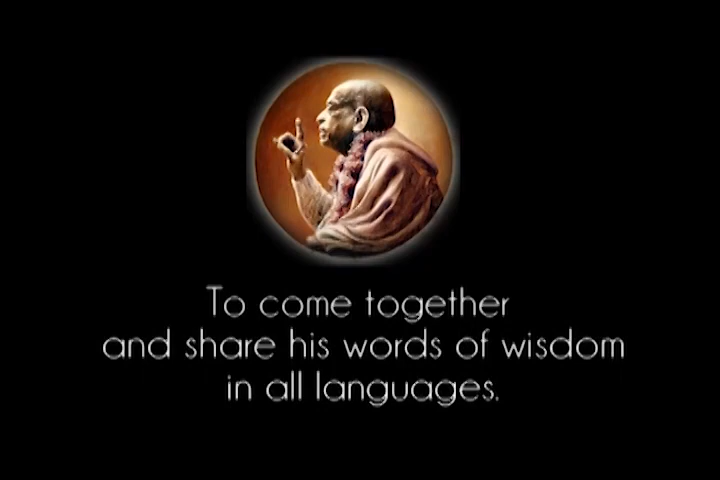 To come together
and share his words of wisdom
in all languages.